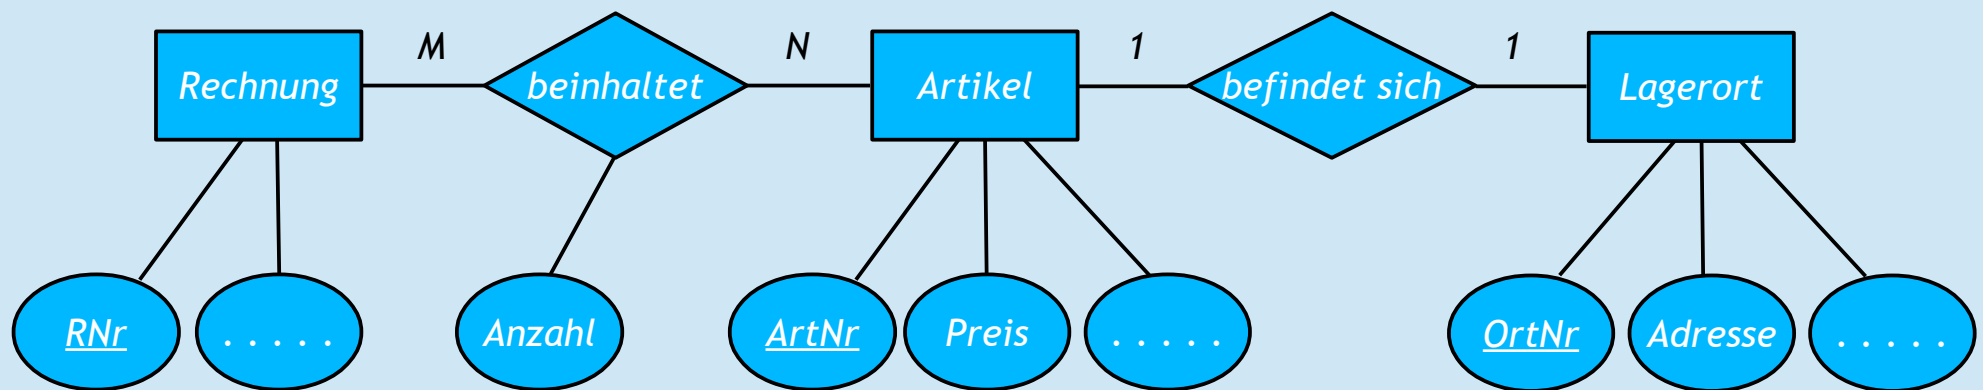 M N 1 1
Rechnung beinhaltet Artikel befindet sich Lagerort
RNr . . . . . Anzahl ArtNr Preis . . . . . OrtNr Adresse . . . . .